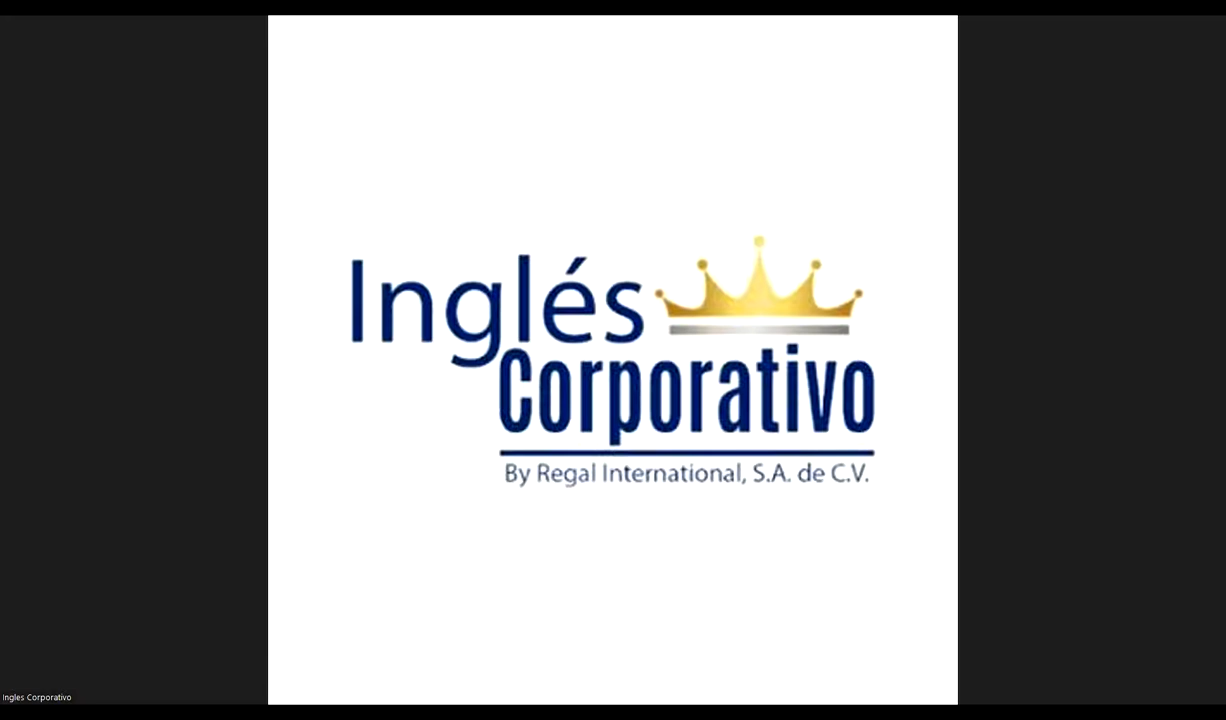 Inglés
Corporativo
By Regal International, S.A. de C.V.
Ingles Corporativo